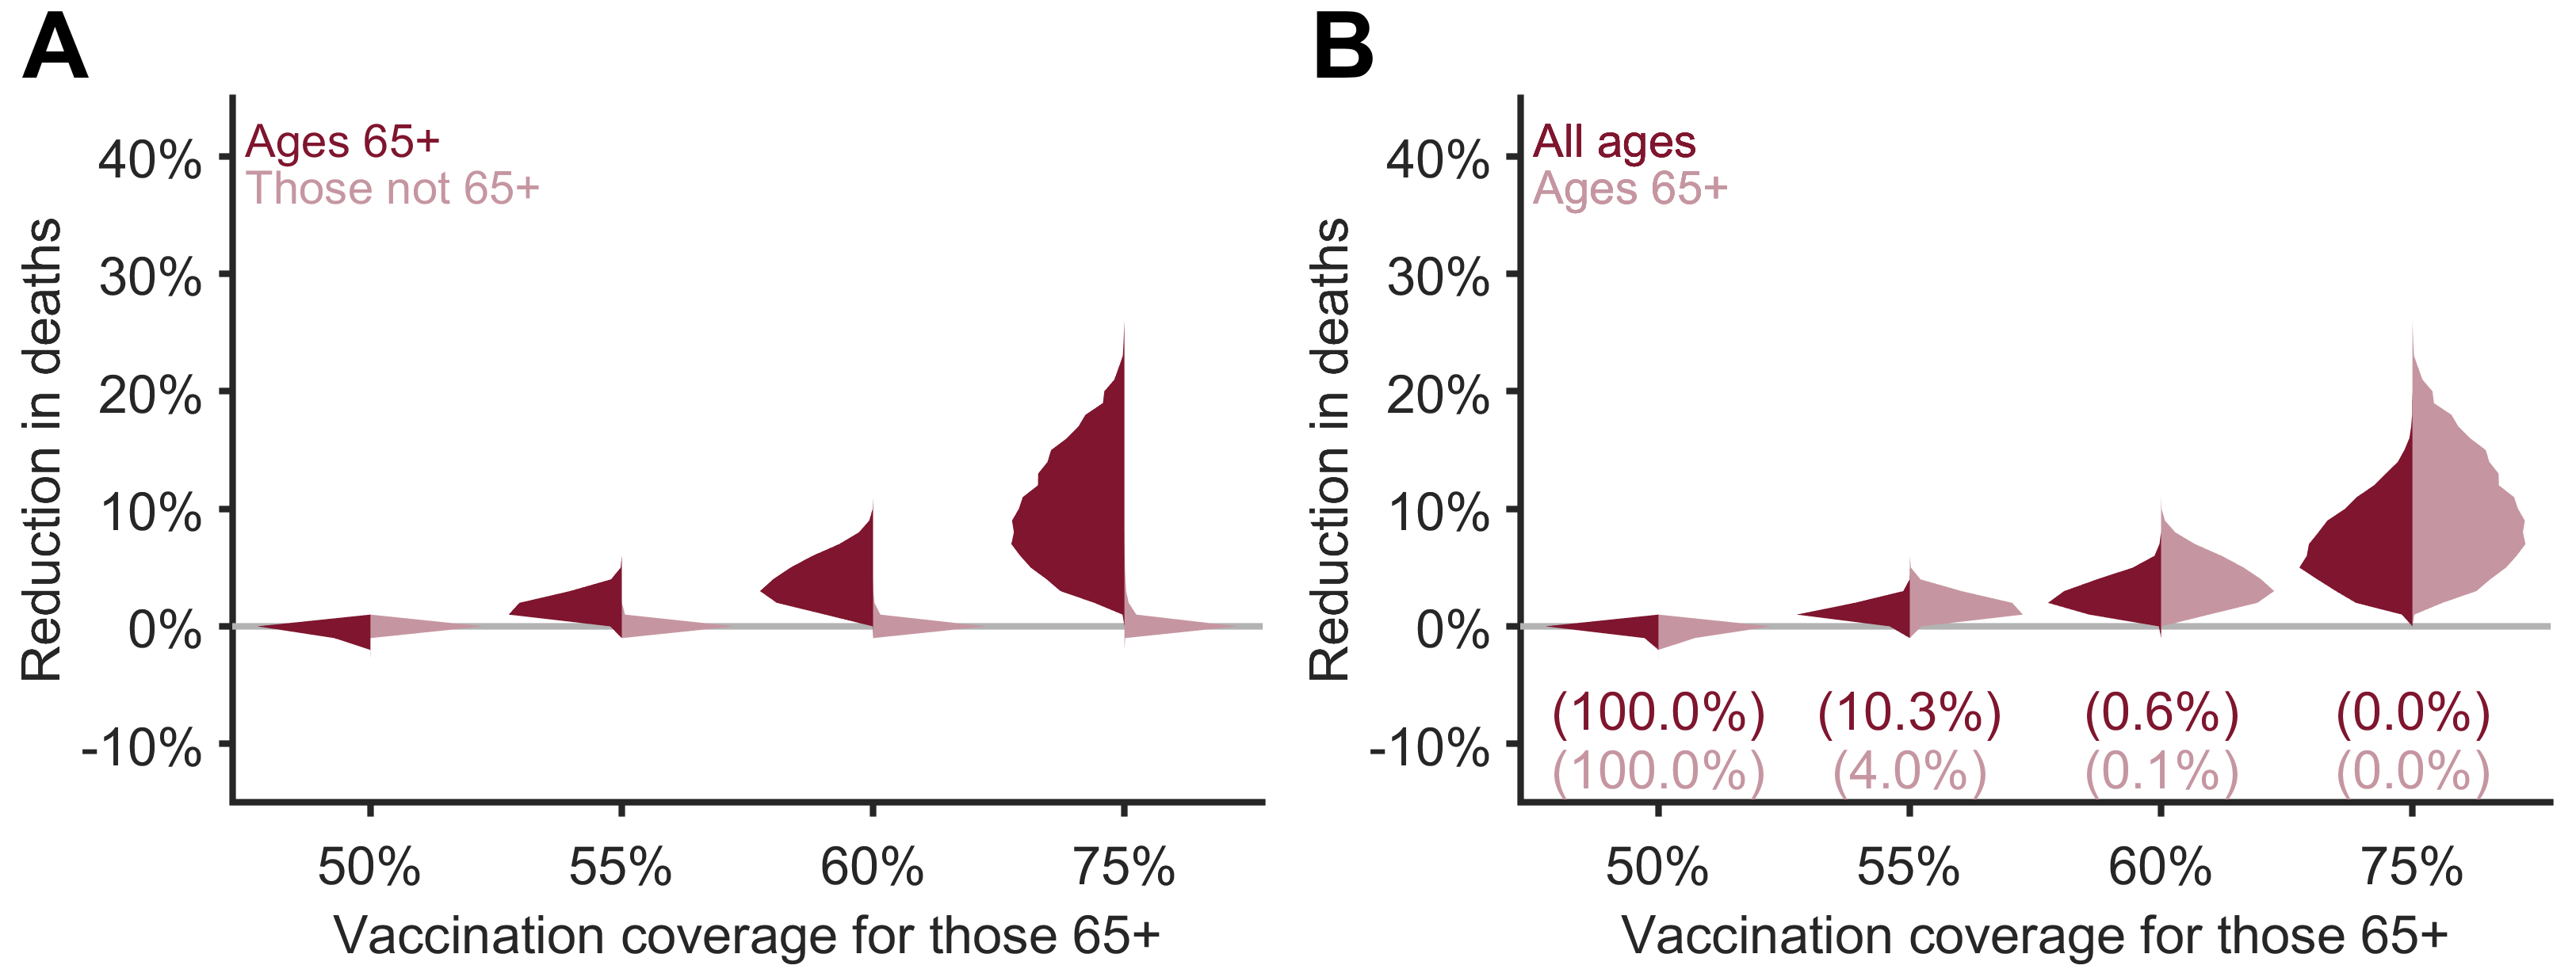 A
Ages 65+
Those not 65+
40%
30%
20%
10%
0%
-10%
Reduction in deaths
50% 55% 60% 75%
Vaccination coverage for those 65+
B
All ages
Ages 65+
40%
30%
20%
10%
0%
-10%
Reduction in deaths
(100.0%) (10.3%) (0.6%) (0.0%)
(100.0%) (4.0%) (0.1%) (0.0%)
50% 55% 60% 75%
Vaccination coverage for those 65+